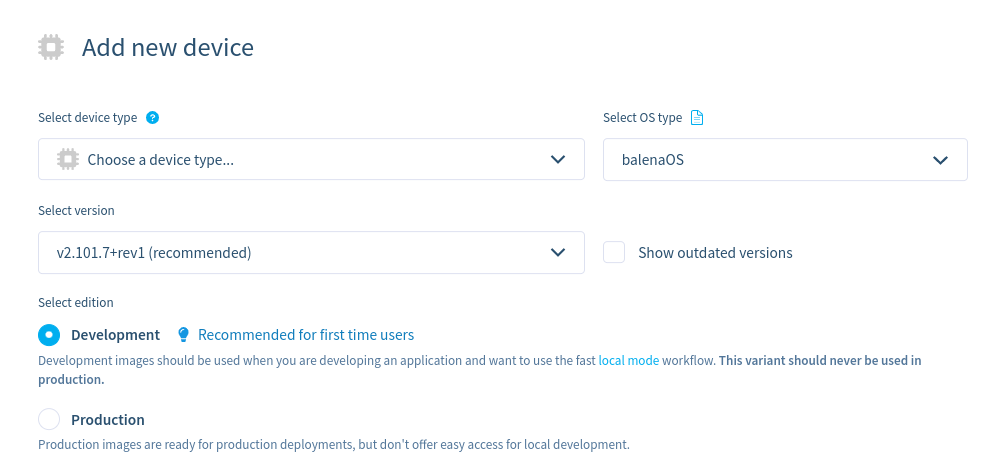 Add new device
Select device type ?
Select OS type
Choose a device type...
balenaOS
Select version
v2.101.7+rev1 (recommended)
Show outdated versions
Select edition
Development Recommended for first time users
Development images should be used when you are developing an application and want to use the fast local mode workflow. This variant should never be used in
production.
Production
Production images are ready for production deployments, but don't offer easy access for local development.